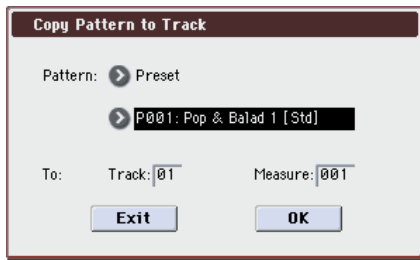 Copy Pattern to Track
Pattern: Preset
P001: Pop & Balad 1 [Std]
To: Track: 01 Measure: 001
Exit OK